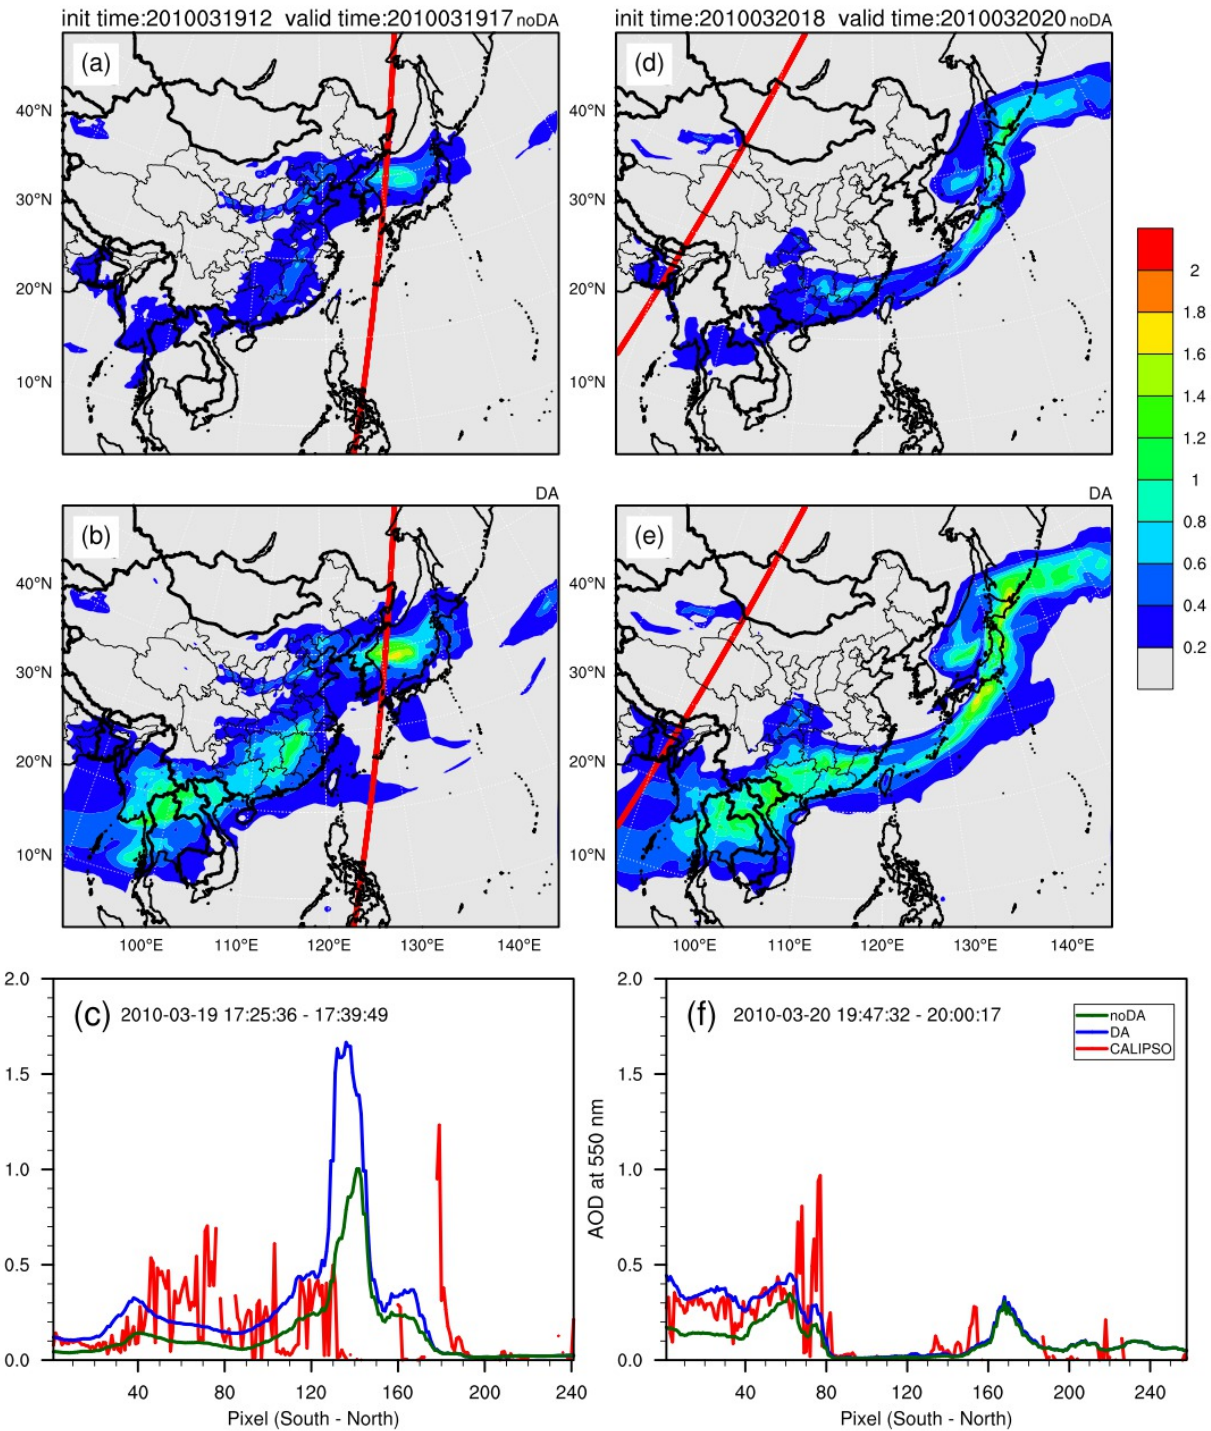 init time:2010031912 valid time:2010031917 noDA
init time:2010032018 valid time:2010032020 noDA
(a)
40°N
30°N
20°N
10°N
(d)
40°N
30°N
20°N
10°N
2
1.8
1.6
1.4
1.2
1
0.8
0.6
0.4
0.2
DA
(b)
40°N
30°N
20°N
10°N
100°E 110°E 120°E 130°E 140°E
DA
(e)
40°N
30°N
20°N
10°N
100°E 110°E 120°E 130°E 140°E
(c) 2010-03-19 17:25:36 - 17:39:49
2.0
1.5
1.0
0.5
0.0
40 80 120 160 200 240
Pixel (South - North)
(f) 2010-03-20 19:47:32 - 20:00:17
noDA
DA
CALIPSO
AOD at 550 nm
2.0
1.5
1.0
0.5
0.0
40 80 120 160 200 240
Pixel (South - North)